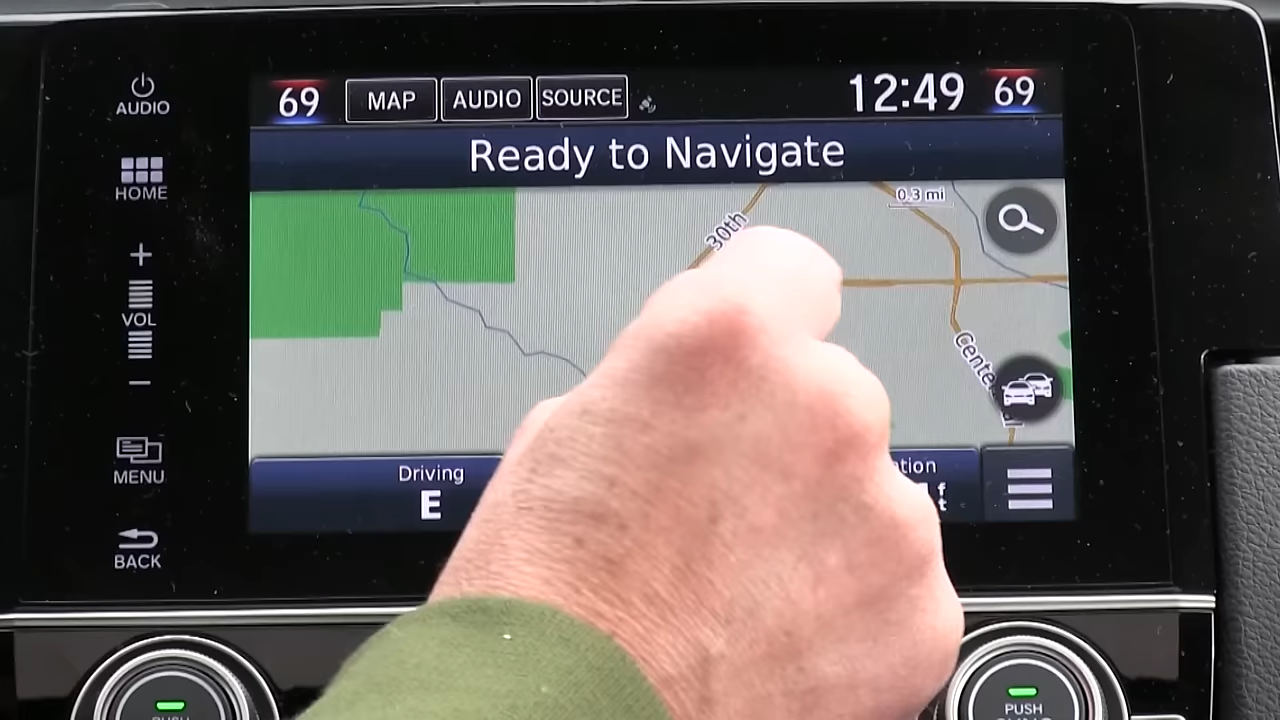 AUDIO
HOME
+
VOL
−
MENU
BACK
69 MAP AUDIO SOURCE 12:49 69
Ready to Navigate
0.3 mi
30th
Driving
E
f
t
PUSH
PUSH